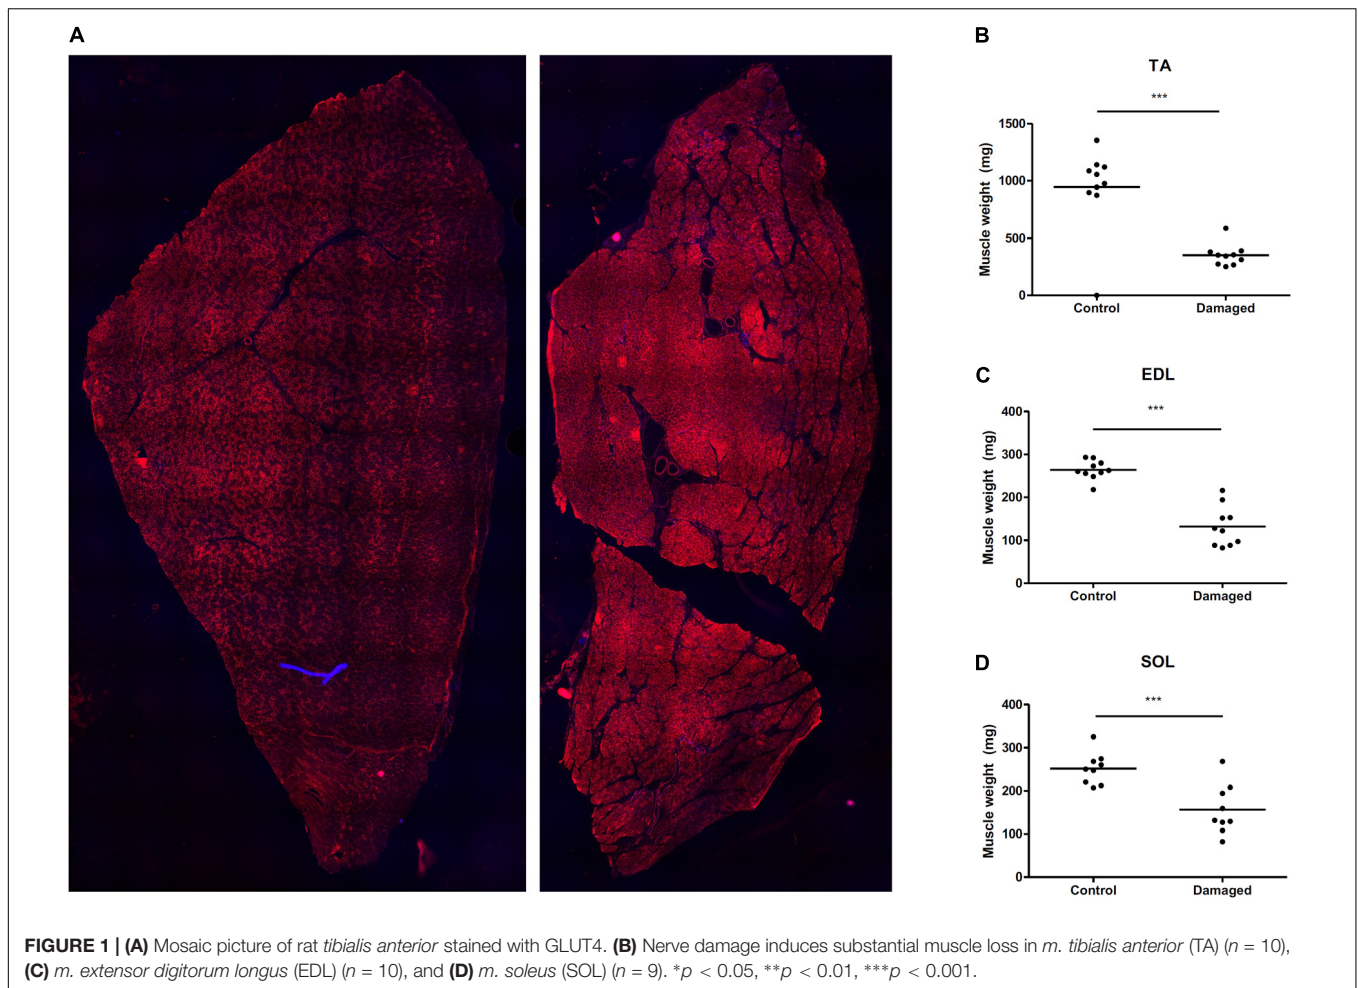 A
B
TA
***
Muscle weight (mg)
1500
1000
500
0
Control Damaged
C
EDL
***
Muscle weight (mg)
400
300
200
100
0
Control Damaged
D
SOL
***
Muscle weight (mg)
400
300
200
100
0
Control Damaged
FIGURE 1 | (A) Mosaic picture of rat tibialis anterior stained with GLUT4. (B) Nerve damage induces substantial muscle loss in m. tibialis anterior (TA) (n = 10),
(C) m. extensor digitorum longus (EDL) (n = 10), and (D) m. soleus (SOL) (n = 9). *p < 0.05, **p < 0.01, ***p < 0.001.